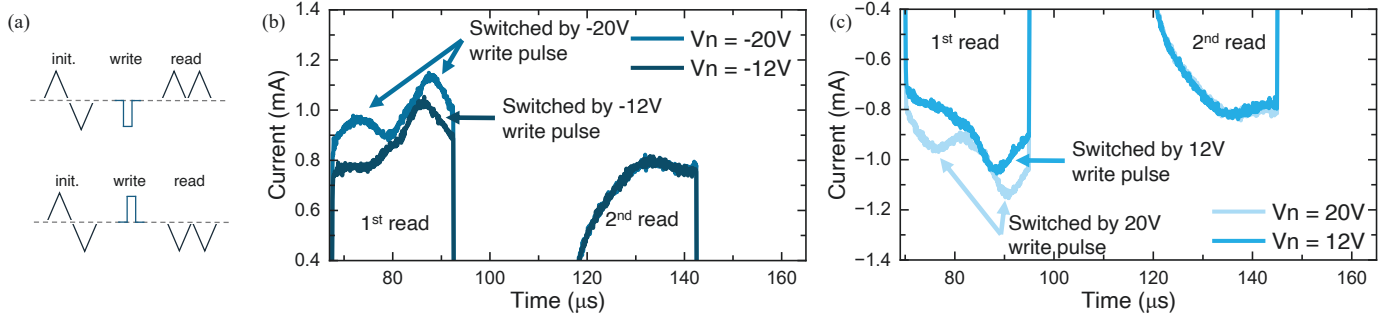 (a)
init. write read
init. write read
(b)
Switched by -20V
write pulse
Vn = -20V
Vn = -12V
Switched by -12V
write pulse
1st read
2nd read
Current (mA)
1.4
1.2
1.0
0.8
0.6
0.4
80 100 120 140 160
Time (μs)
(c)
1st read
2nd read
Switched by 12V
write pulse
Switched by 20V
write pulse
Vn = 20V
Vn = 12V
Current (mA)
−0.4
−0.6
−0.8
−1.0
−1.2
−1.4
80 100 120 140 160
Time (μs)